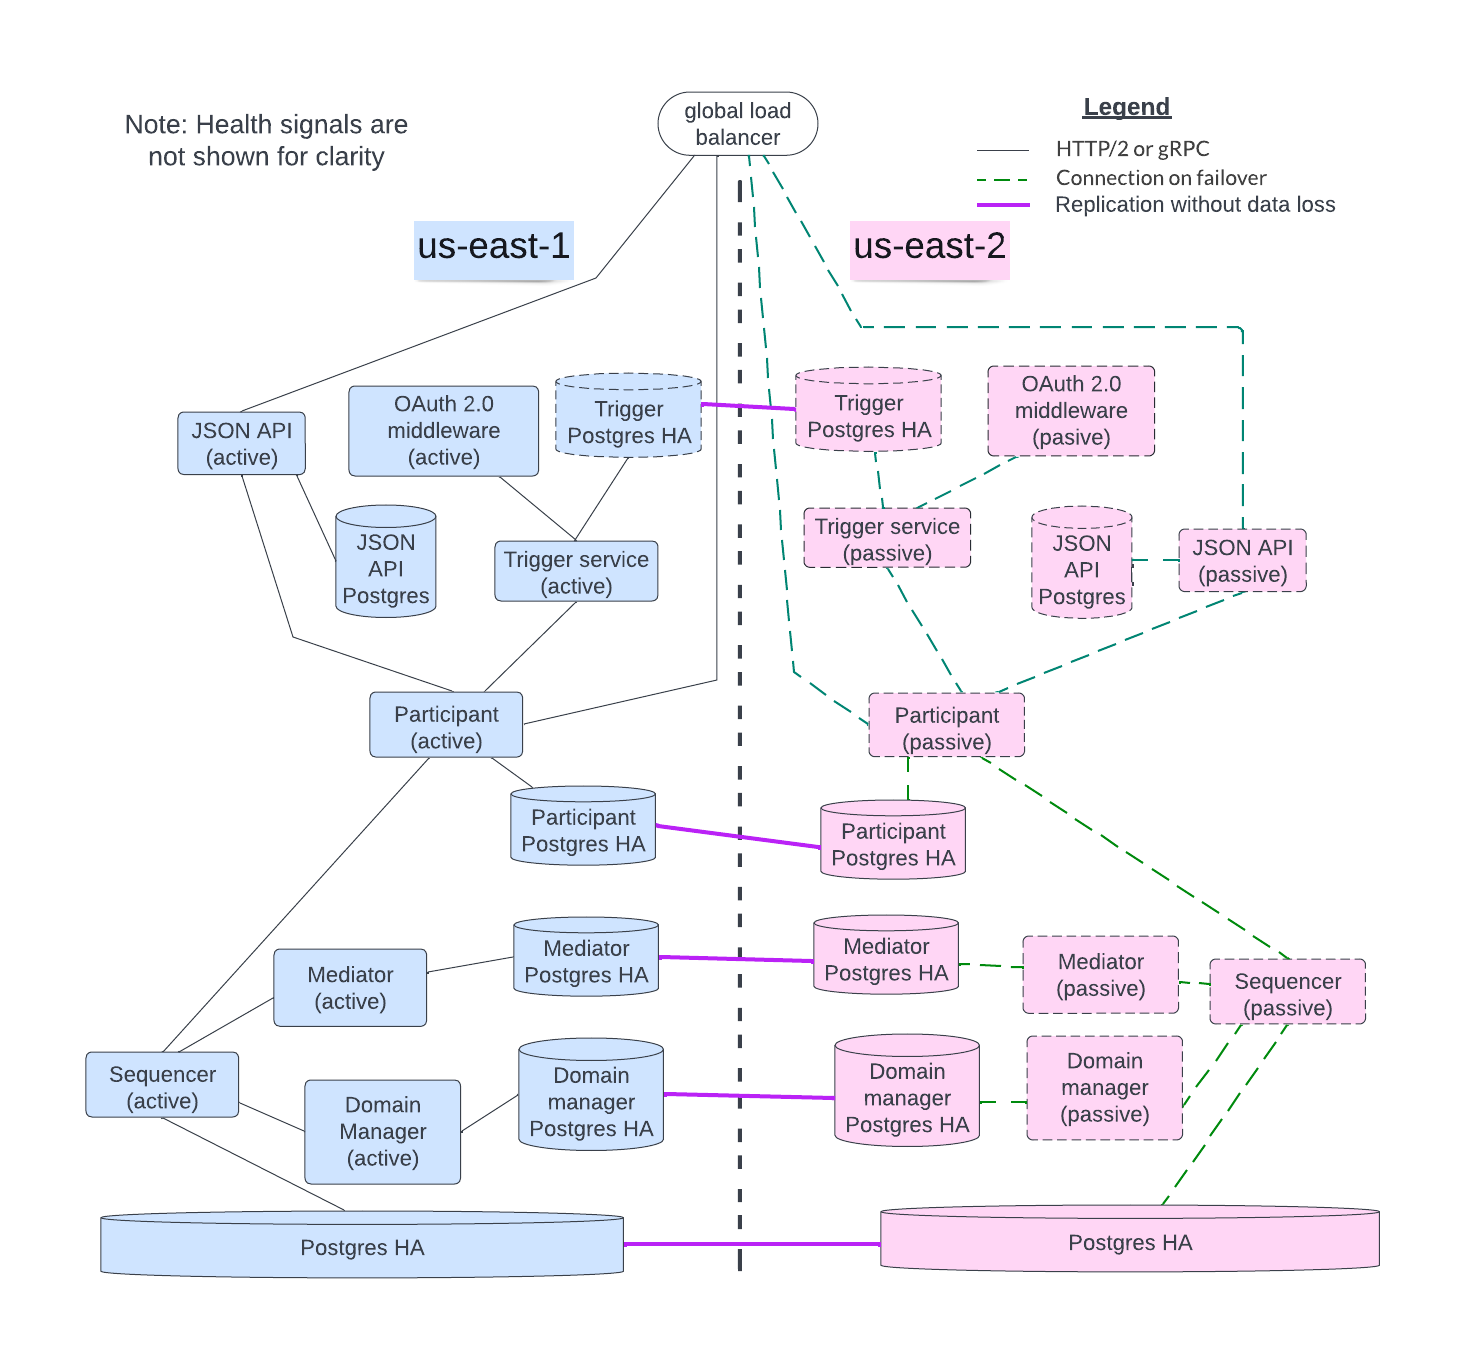 global load
balancer
Note: Health signals are
not shown for clarity
Legend
HTTP/2 or gRPC
Connection on failover
Replication without data loss
us-east-1
us-east-2
JSON API
(active)
OAuth 2.0
middleware
(active)
Trigger
Postgres HA
Trigger
Postgres HA
OAuth 2.0
middleware
(pasive)
JSON
API
Postgres
Trigger service
(active)
Trigger service
(passive)
JSON
API
Postgres
JSON API
(passive)
Participant
(active)
Participant
(passive)
Participant
Postgres HA
Participant
Postgres HA
Mediator
(active)
Mediator
Postgres HA
Mediator
Postgres HA
Mediator
(passive)
Sequencer
(passive)
Sequencer
(active)
Domain
Manager
(active)
Domain
manager
Postgres HA
Domain
manager
Postgres HA
Domain
manager
(passive)
Postgres HA
Postgres HA